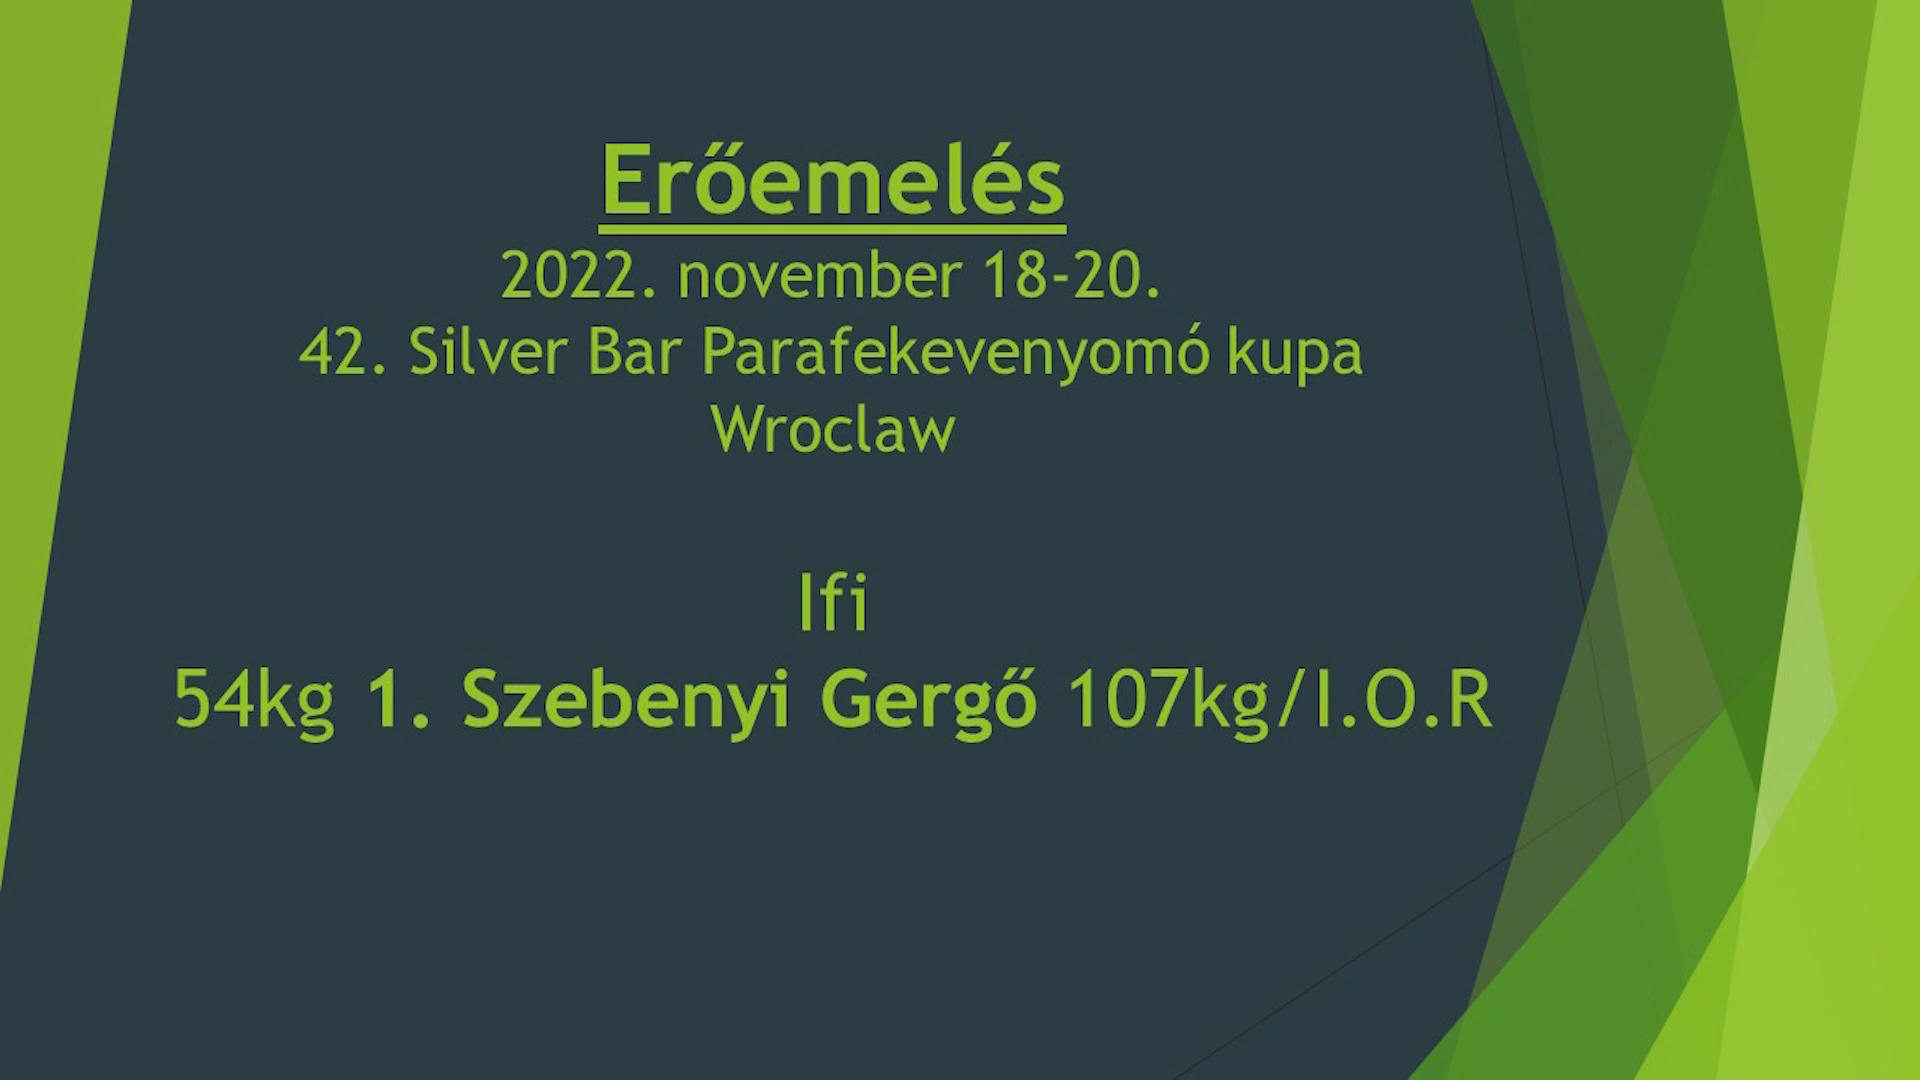 Erőemelés
2022. november 18-20.
42. Silver Bar Parafekevenyomó kupa
Wroclaw
Ifi
54kg 1. Szebenyi Gergő 107kg/I.O.R